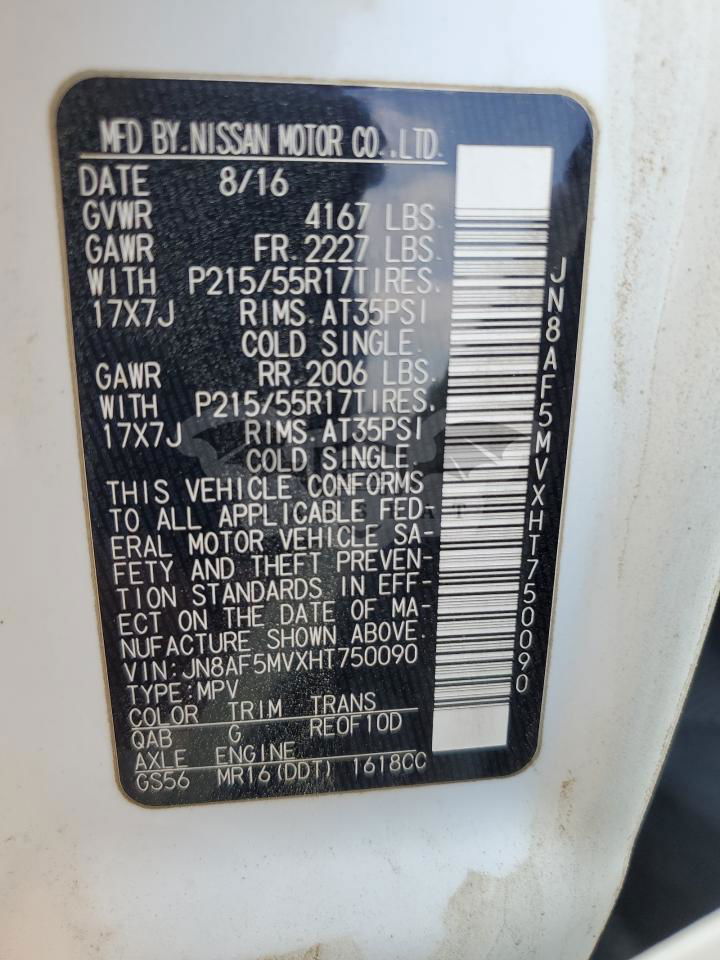 MFD BY.NISSAN MOTOR CO.,LTD.
DATE 8/16
GVWR 4167 LBS.
GAWR FR.2227 LBS.
WITH P215/55R17TIRES.
17X7J RIMS.AT35PSI
COLD SINGLE.
GAWR RR.2006 LBS.
WITH P215/55R17TIRES.
17X7J RIMS.AT35PSI
COLD SINGLE.
THIS VEHICLE CONFORMS
TO ALL APPLICABLE FED-
ERAL MOTOR VEHICLE SA-
FETY AND THEFT PREVEN-
TION STANDARDS IN EFF-
ECT ON THE DATE OF MA-
NUFACTURE SHOWN ABOVE.
VIN:JN8AF5MVXHT750090
TYPE:MPV
COLOR TRIM TRANS
QAB G RE0F10D
AXLE ENGINE
GS56 MR16(DDT) 1618CC
JN8AF5MVXHT750090